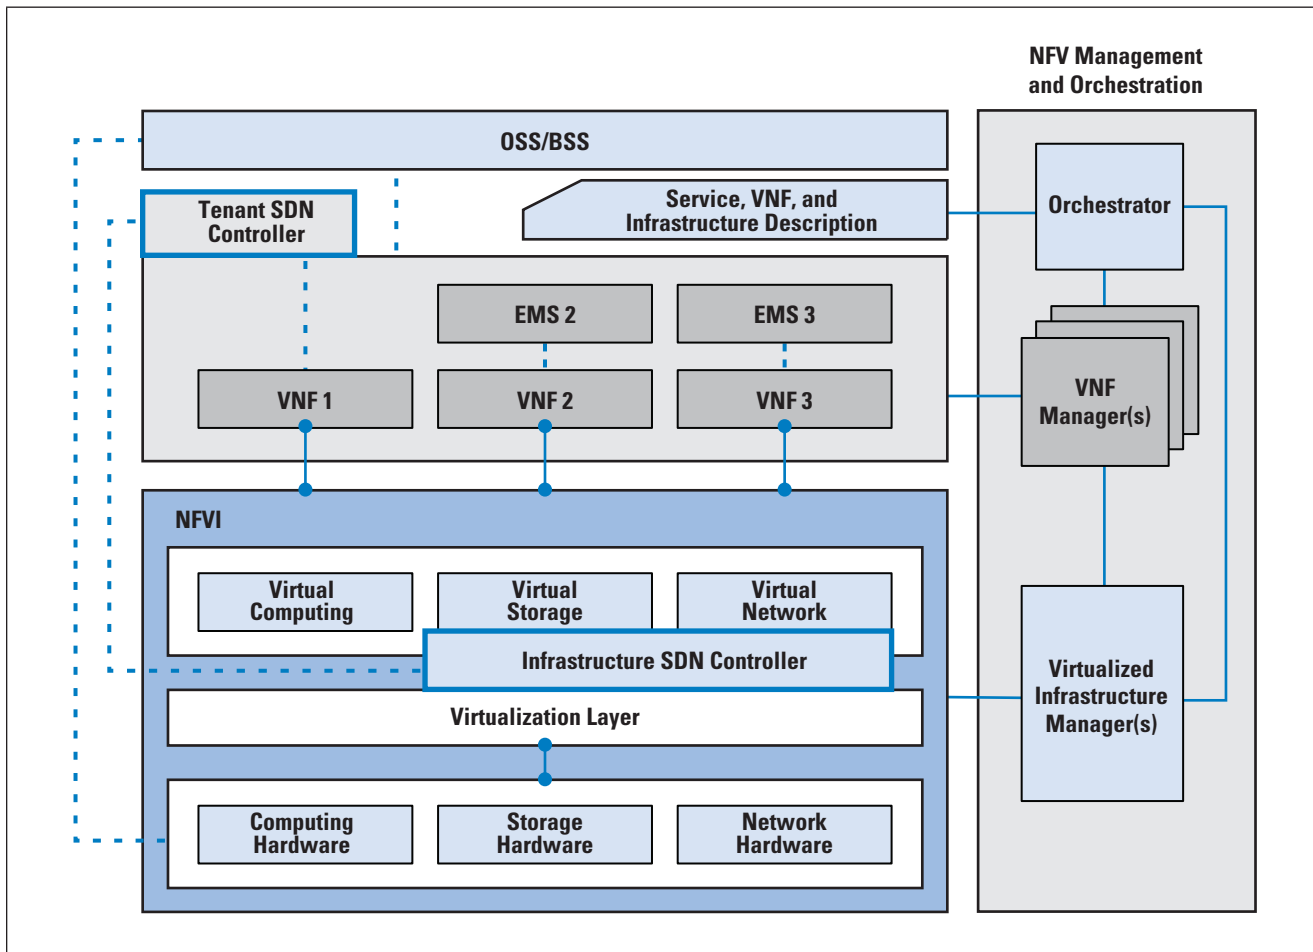 NFV Management
and Orchestration
OSS/BSS
Tenant SDN
Controller
Service, VNF, and
Infrastructure Description
Orchestrator
EMS 2
EMS 3
VNF 1
VNF 2
VNF 3
VNF
Manager(s)
NFVI
Virtual
Computing
Virtual
Storage
Virtual
Network
Infrastructure SDN Controller
Virtualization Layer
Virtualized
Infrastructure
Manager(s)
Computing
Hardware
Storage
Hardware
Network
Hardware